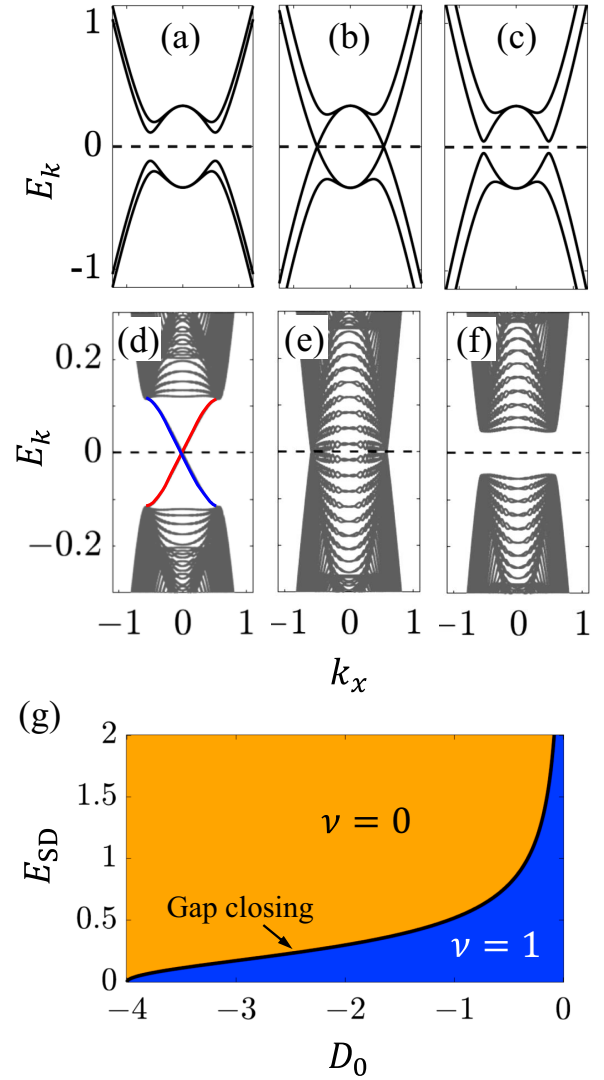 (a) (b) (c)
1
0
-1
E_k
(d) (e) (f)
0.2
0
−0.2
E_k
−1 0 1 −1 0 1 −1 0 1
k_x
(g)
2
1.5
1
0.5
0
E_SD
ν = 0
Gap closing
ν = 1
−4 −3 −2 −1 0
D_0